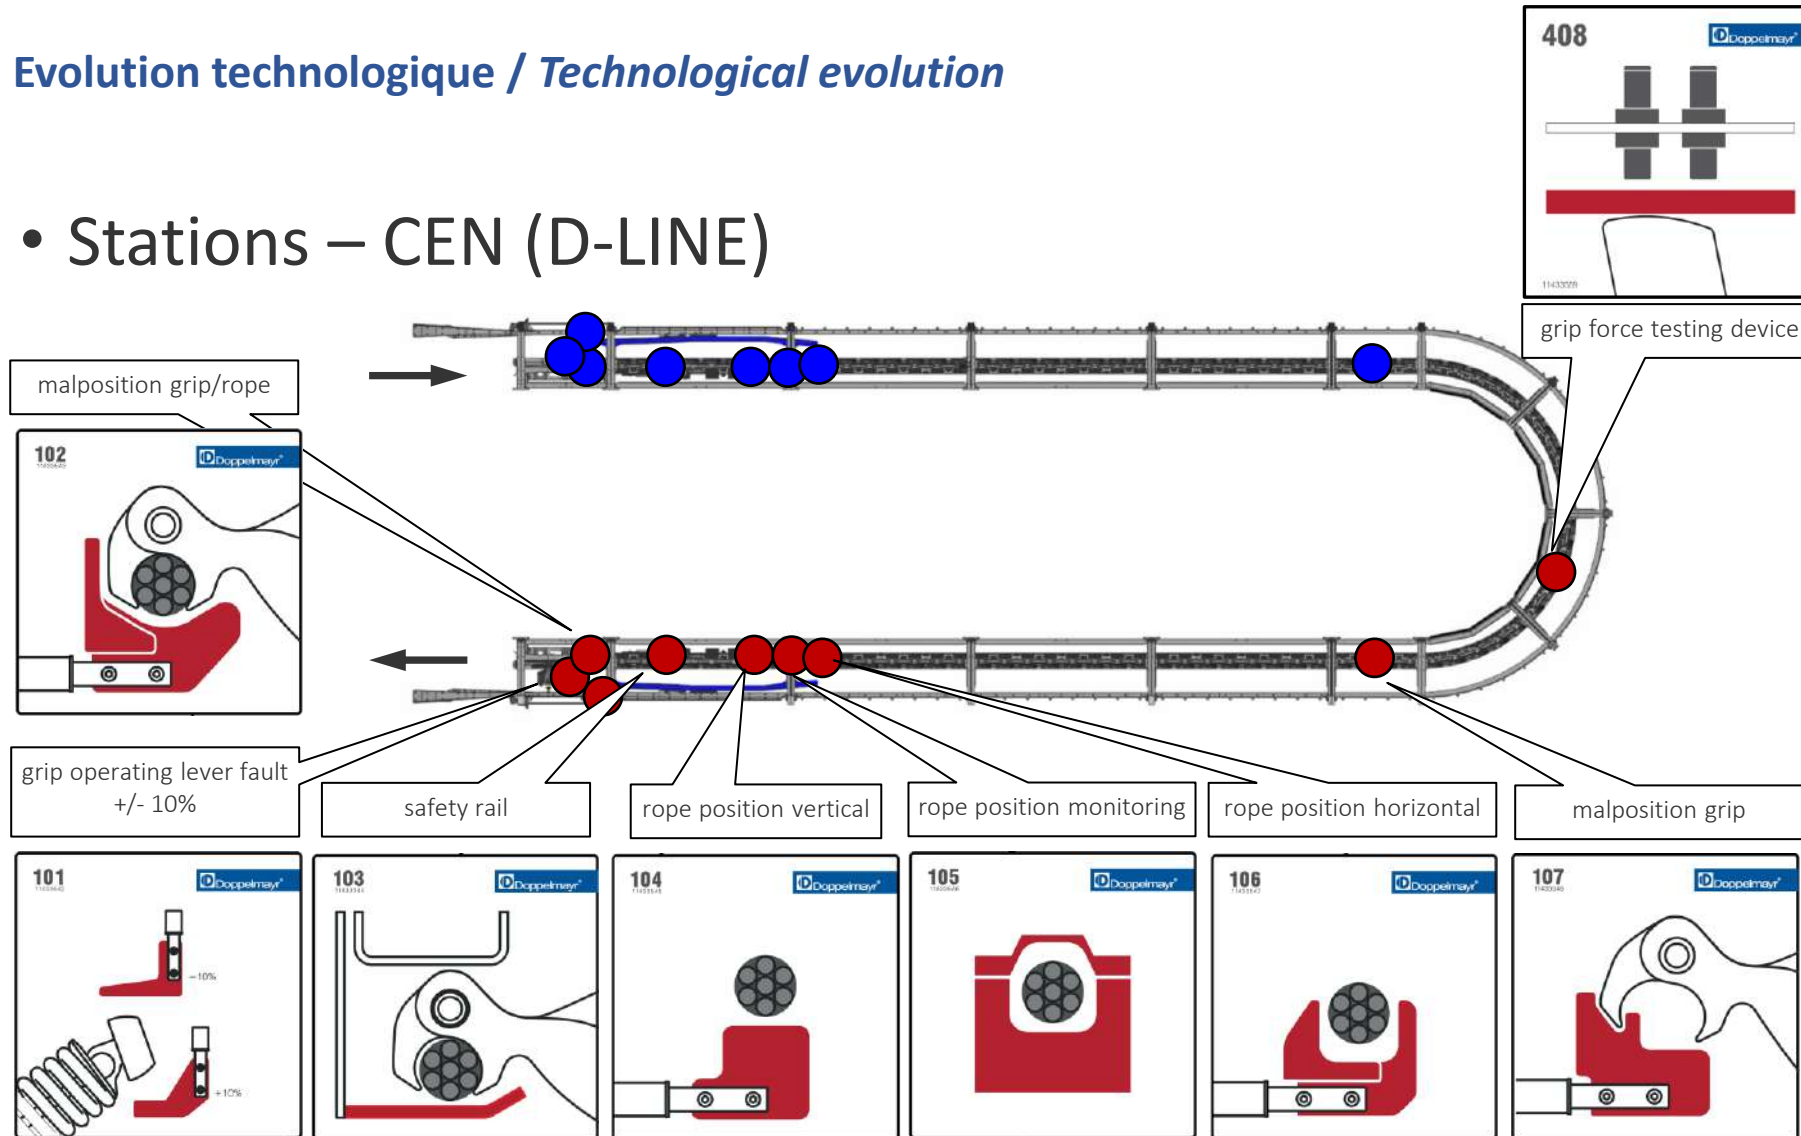 Evolution technologique / Technological evolution
408
Doppelmayr
• Stations – CEN (D-LINE)
grip force testing device
malposition grip/rope
102
Doppelmayr
grip operating lever fault
+/- 10%
safety rail
rope position vertical
rope position monitoring
rope position horizontal
malposition grip
101
Doppelmayr
-10%
+10%
103
Doppelmayr
104
Doppelmayr
105
Doppelmayr
106
Doppelmayr
107
Doppelmayr